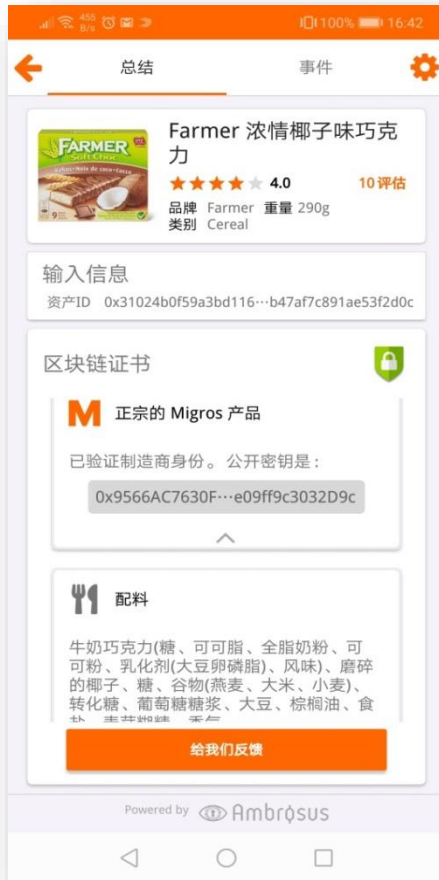 455
B/s
100%
16:42
总结
事件
FARMER
Soft Choc
Farmer 浓情椰子味巧克
力
4.0
10 评估
品牌 Farmer 重量 290g
类别 Cereal
输入信息
资产ID 0x31024b0f59a3bd116…b47af7c891ae53f2d0c
区块链证书
M 正宗的 Migros 产品
已验证制造商身份。公开密钥是:
0x9566AC7630F…e09ff9c3032D9c
配料
牛奶巧克力(糖、可可脂、全脂奶粉、可
可粉、乳化剂(大豆卵磷脂)、风味)、磨碎
的椰子、糖、谷物(燕麦、大米、小麦)、
转化糖、葡萄糖糖浆、大豆、棕榈油、食
给我们反馈
Powered by Ambrosus